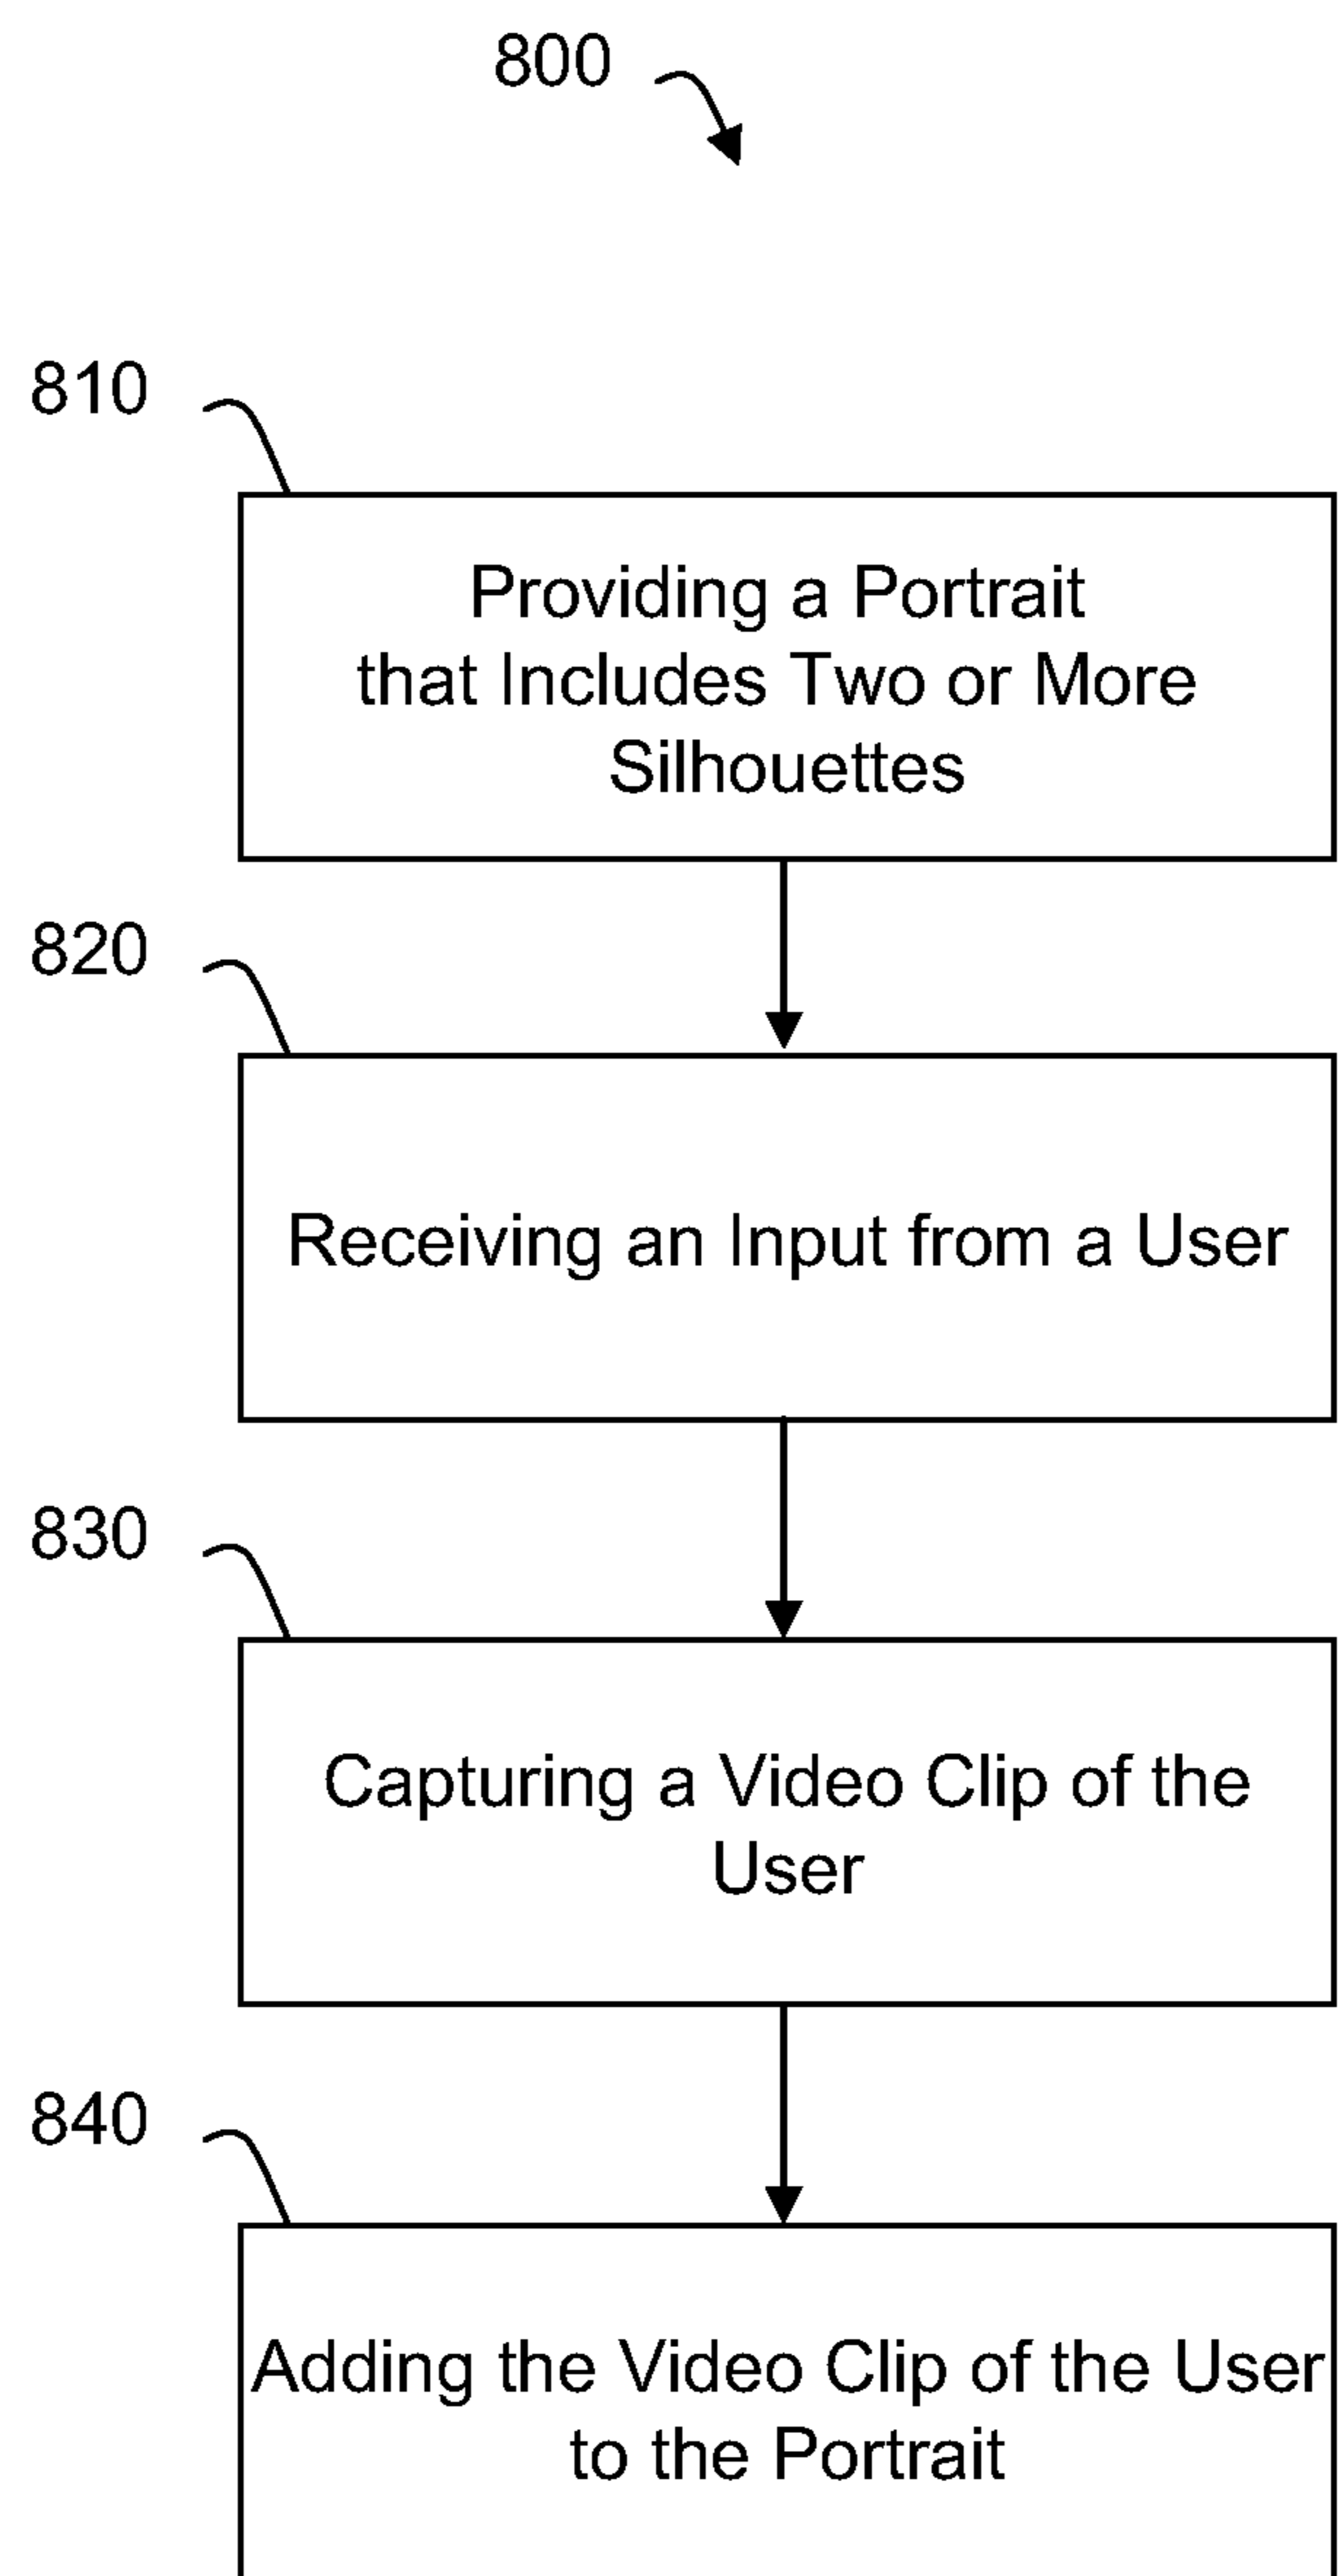 800
810
Providing a Portrait
that Includes Two or More
Silhouettes
820
Receiving an Input from a User
830
Capturing a Video Clip of the
User
840
Adding the Video Clip of the User
to the Portrait